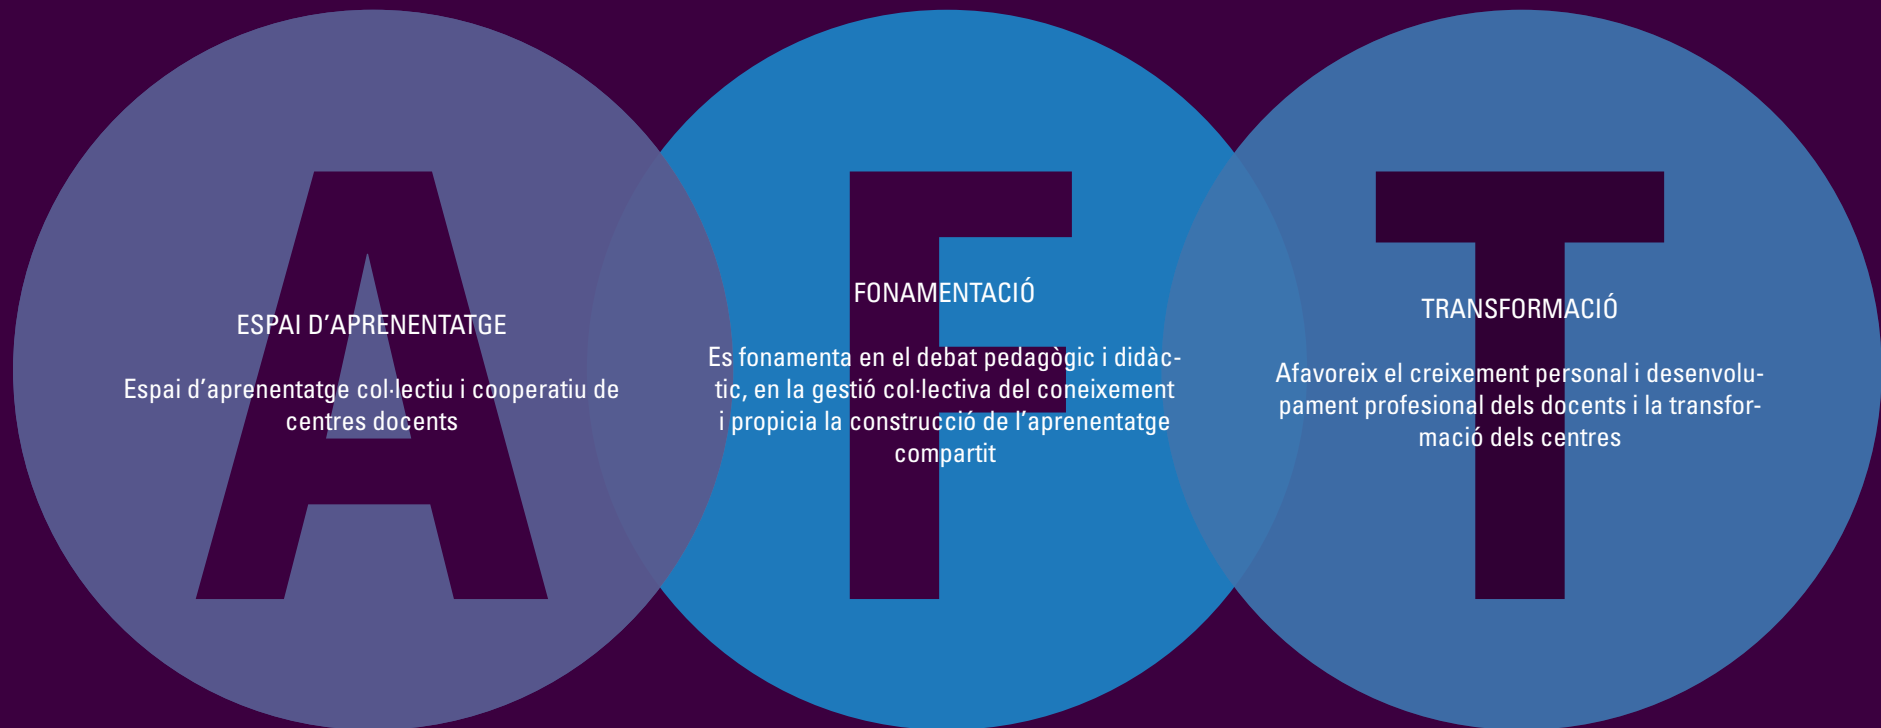 A
ESPAI D’APRENENTATGE
Espai d’aprenentatge col·lectiu i cooperatiu de
centres docents
F
FONAMENTACIÓ
Es fonamenta en el debat pedagògic i didàc-
tic, en la gestió col·lectiva del coneixement
i propicia la construcció de l’aprenentatge
compartit
T
TRANSFORMACIÓ
Afavoreix el creixement personal i desenvolu-
pament profesional dels docents i la transfor-
mació dels centres